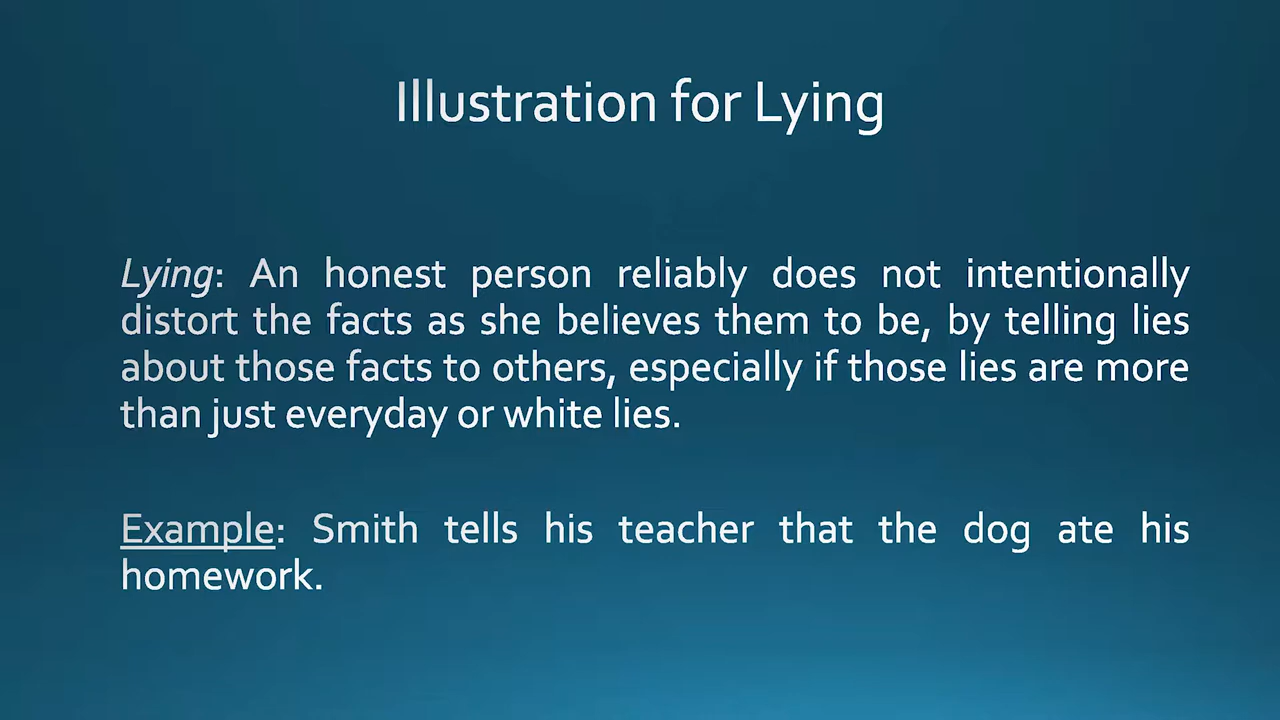 Illustration for Lying
Lying: An honest person reliably does not intentionally
distort the facts as she believes them to be, by telling lies
about those facts to others, especially if those lies are more
than just everyday or white lies.
Example: Smith tells his teacher that the dog ate his
homework.